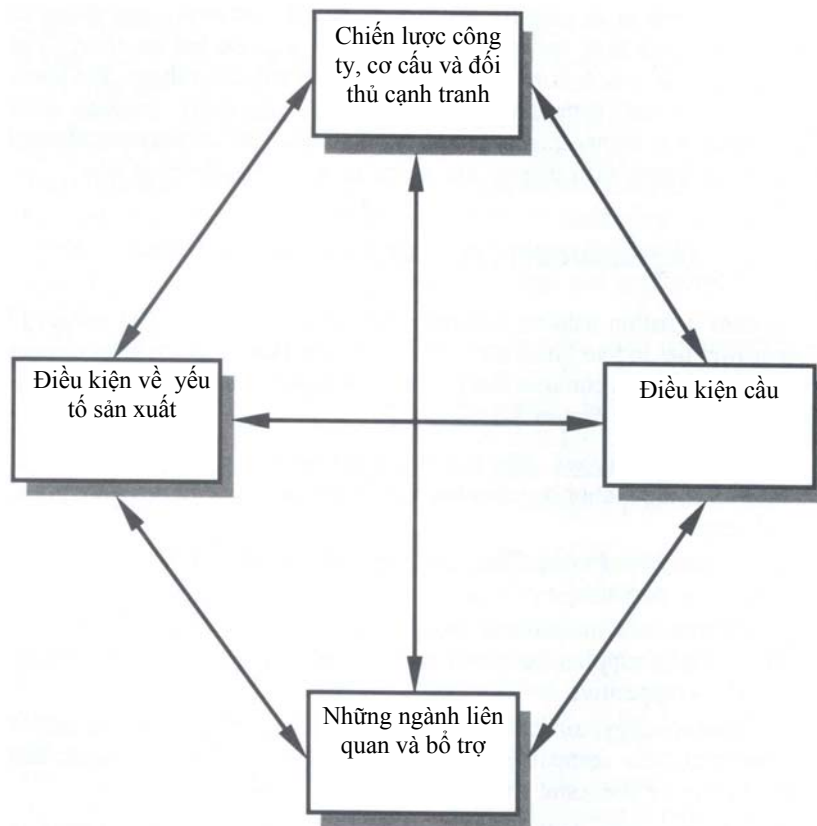 Chiến lược công
ty, cơ cấu và đối
thủ cạnh tranh
Điều kiện về yếu
tố sản xuất
Điều kiện cầu
Những ngành liên
quan và bổ trợ